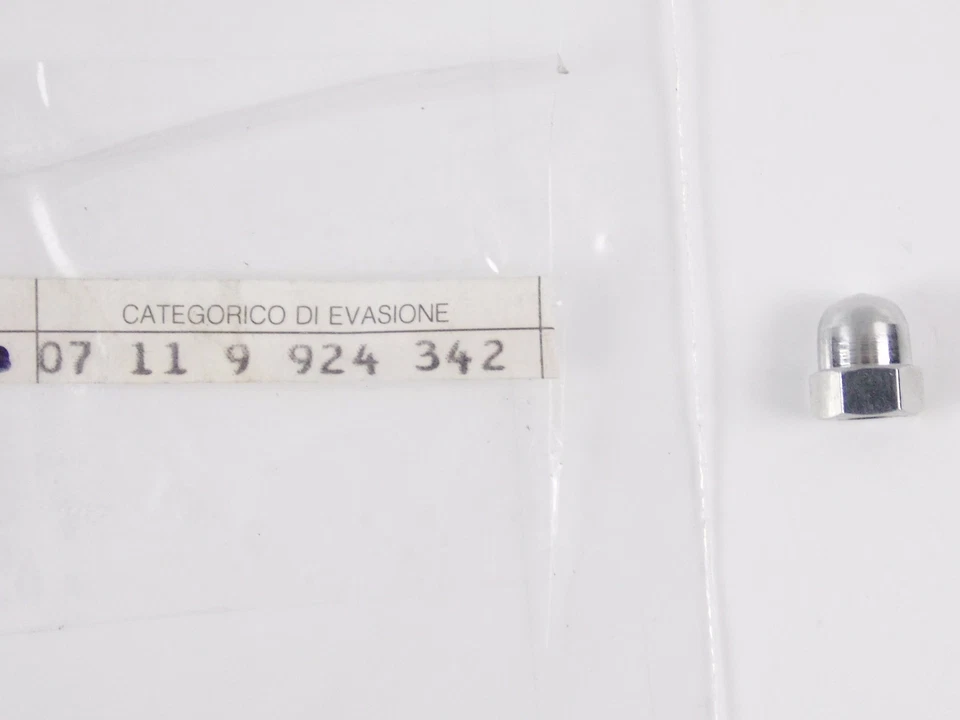 CATEGORICO DI EVASIONE
07 11 9 924 342